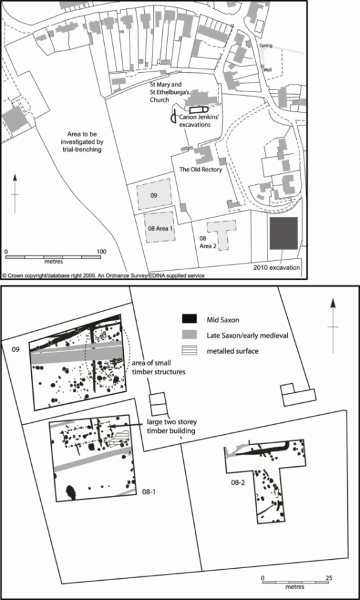 Spring
Well
St Mary and
St Ethelburga's
Church
Canon Jenkins'
excavations
Area to be
investigated by
trial-trenching
The Old Rectory
09
08 Area 1
08
Area 2
0
100
metres
2010 excavation
© Crown copyright/database right 2009. An Ordnance Survey/EDINA supplied service
Mid Saxon
Late Saxon/early medieval
metalled surface
09
area of small
timber structures
large two storey
timber building
08-1
08-2
0
25
metres